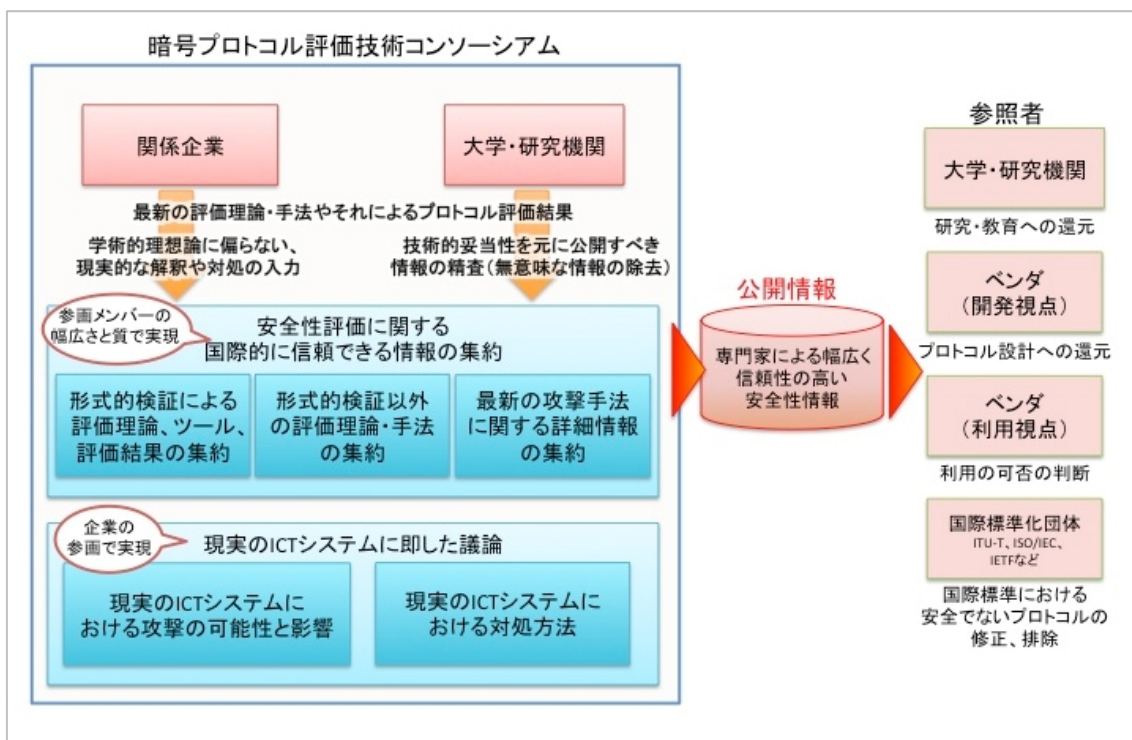 暗号プロトコル評価技術コンソーシアム
関係企業
大学・研究機関
最新の評価理論・手法やそれによるプロトコル評価結果
学術的理想論に偏らない、
現実的な解釈や対処の入力
技術的妥当性を元に公開すべき
情報の精査(無意味な情報の除去)
参画メンバーの
幅広さと質で実現
安全性評価に関する
国際的に信頼できる情報の集約
形式的検証による
評価理論、ツール、
評価結果の集約
形式的検証以外
の評価理論・手法
の集約
最新の攻撃手法
に関する詳細情報
の集約
企業の
参画で実現
現実のICTシステムに即した議論
現実のICTシステムに
おける攻撃の可能性と影響
現実のICTシステムに
おける対処方法
公開情報
専門家による幅広く
信頼性の高い
安全性情報
参照者
大学・研究機関
研究・教育への還元
ベンダ
(開発視点)
プロトコル設計への還元
ベンダ
(利用視点)
利用の可否の判断
国際標準化団体
ITU-T、ISO/IEC、
IETFなど
国際標準における
安全でないプロトコルの
修正、排除